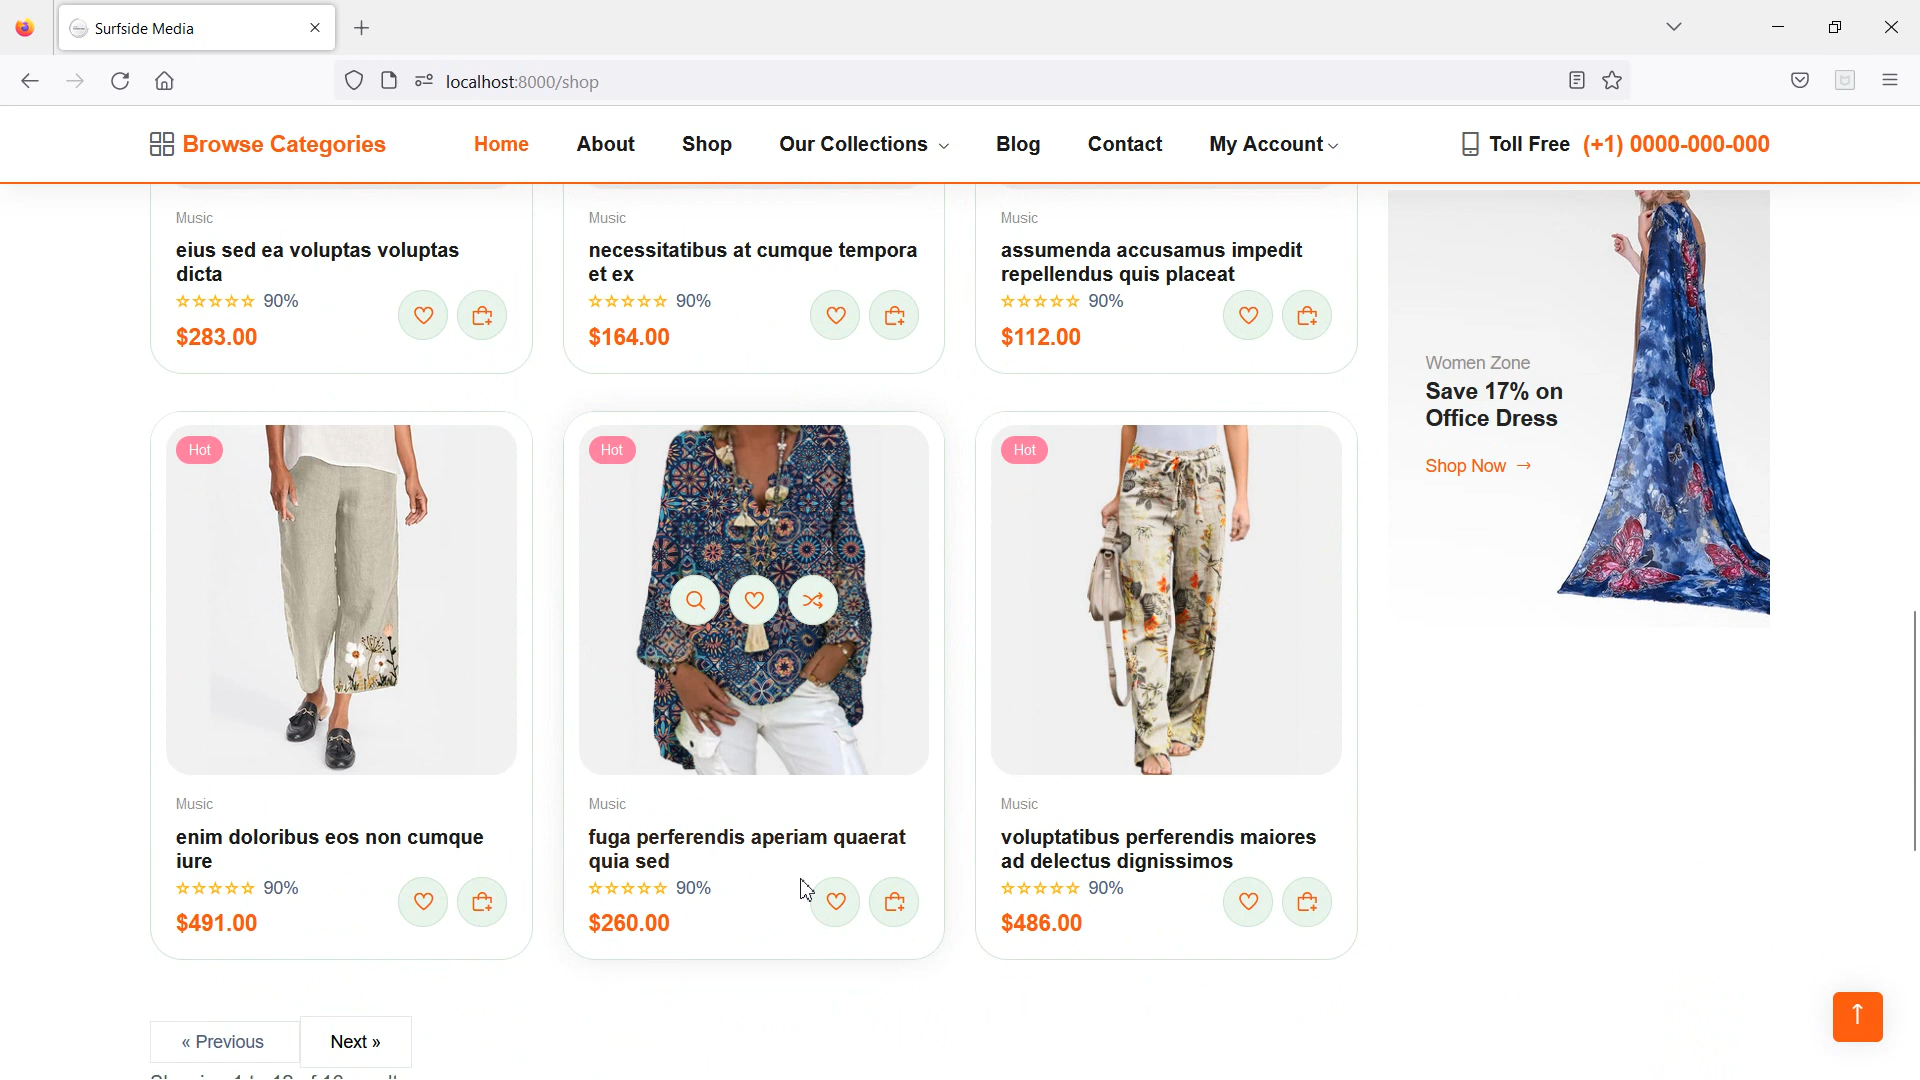 Surfside Media
localhost:8000/shop
Browse Categories
Home
About
Shop
Our Collections
Blog
Contact
My Account
Toll Free (+1) 0000-000-000
Music
eius sed ea voluptas voluptas
dicta
90%
$283.00
Music
necessitatibus at cumque tempora
et ex
90%
$164.00
Music
assumenda accusamus impedit
repellendus quis placeat
90%
$112.00
Women Zone
Save 17% on
Office Dress
Shop Now →
Hot
Music
enim doloribus eos non cumque
iure
90%
$491.00
Hot
Music
fuga perferendis aperiam quaerat
quia sed
90%
$260.00
Hot
Music
voluptatibus perferendis maiores
ad delectus dignissimos
90%
$486.00
« Previous
Next »